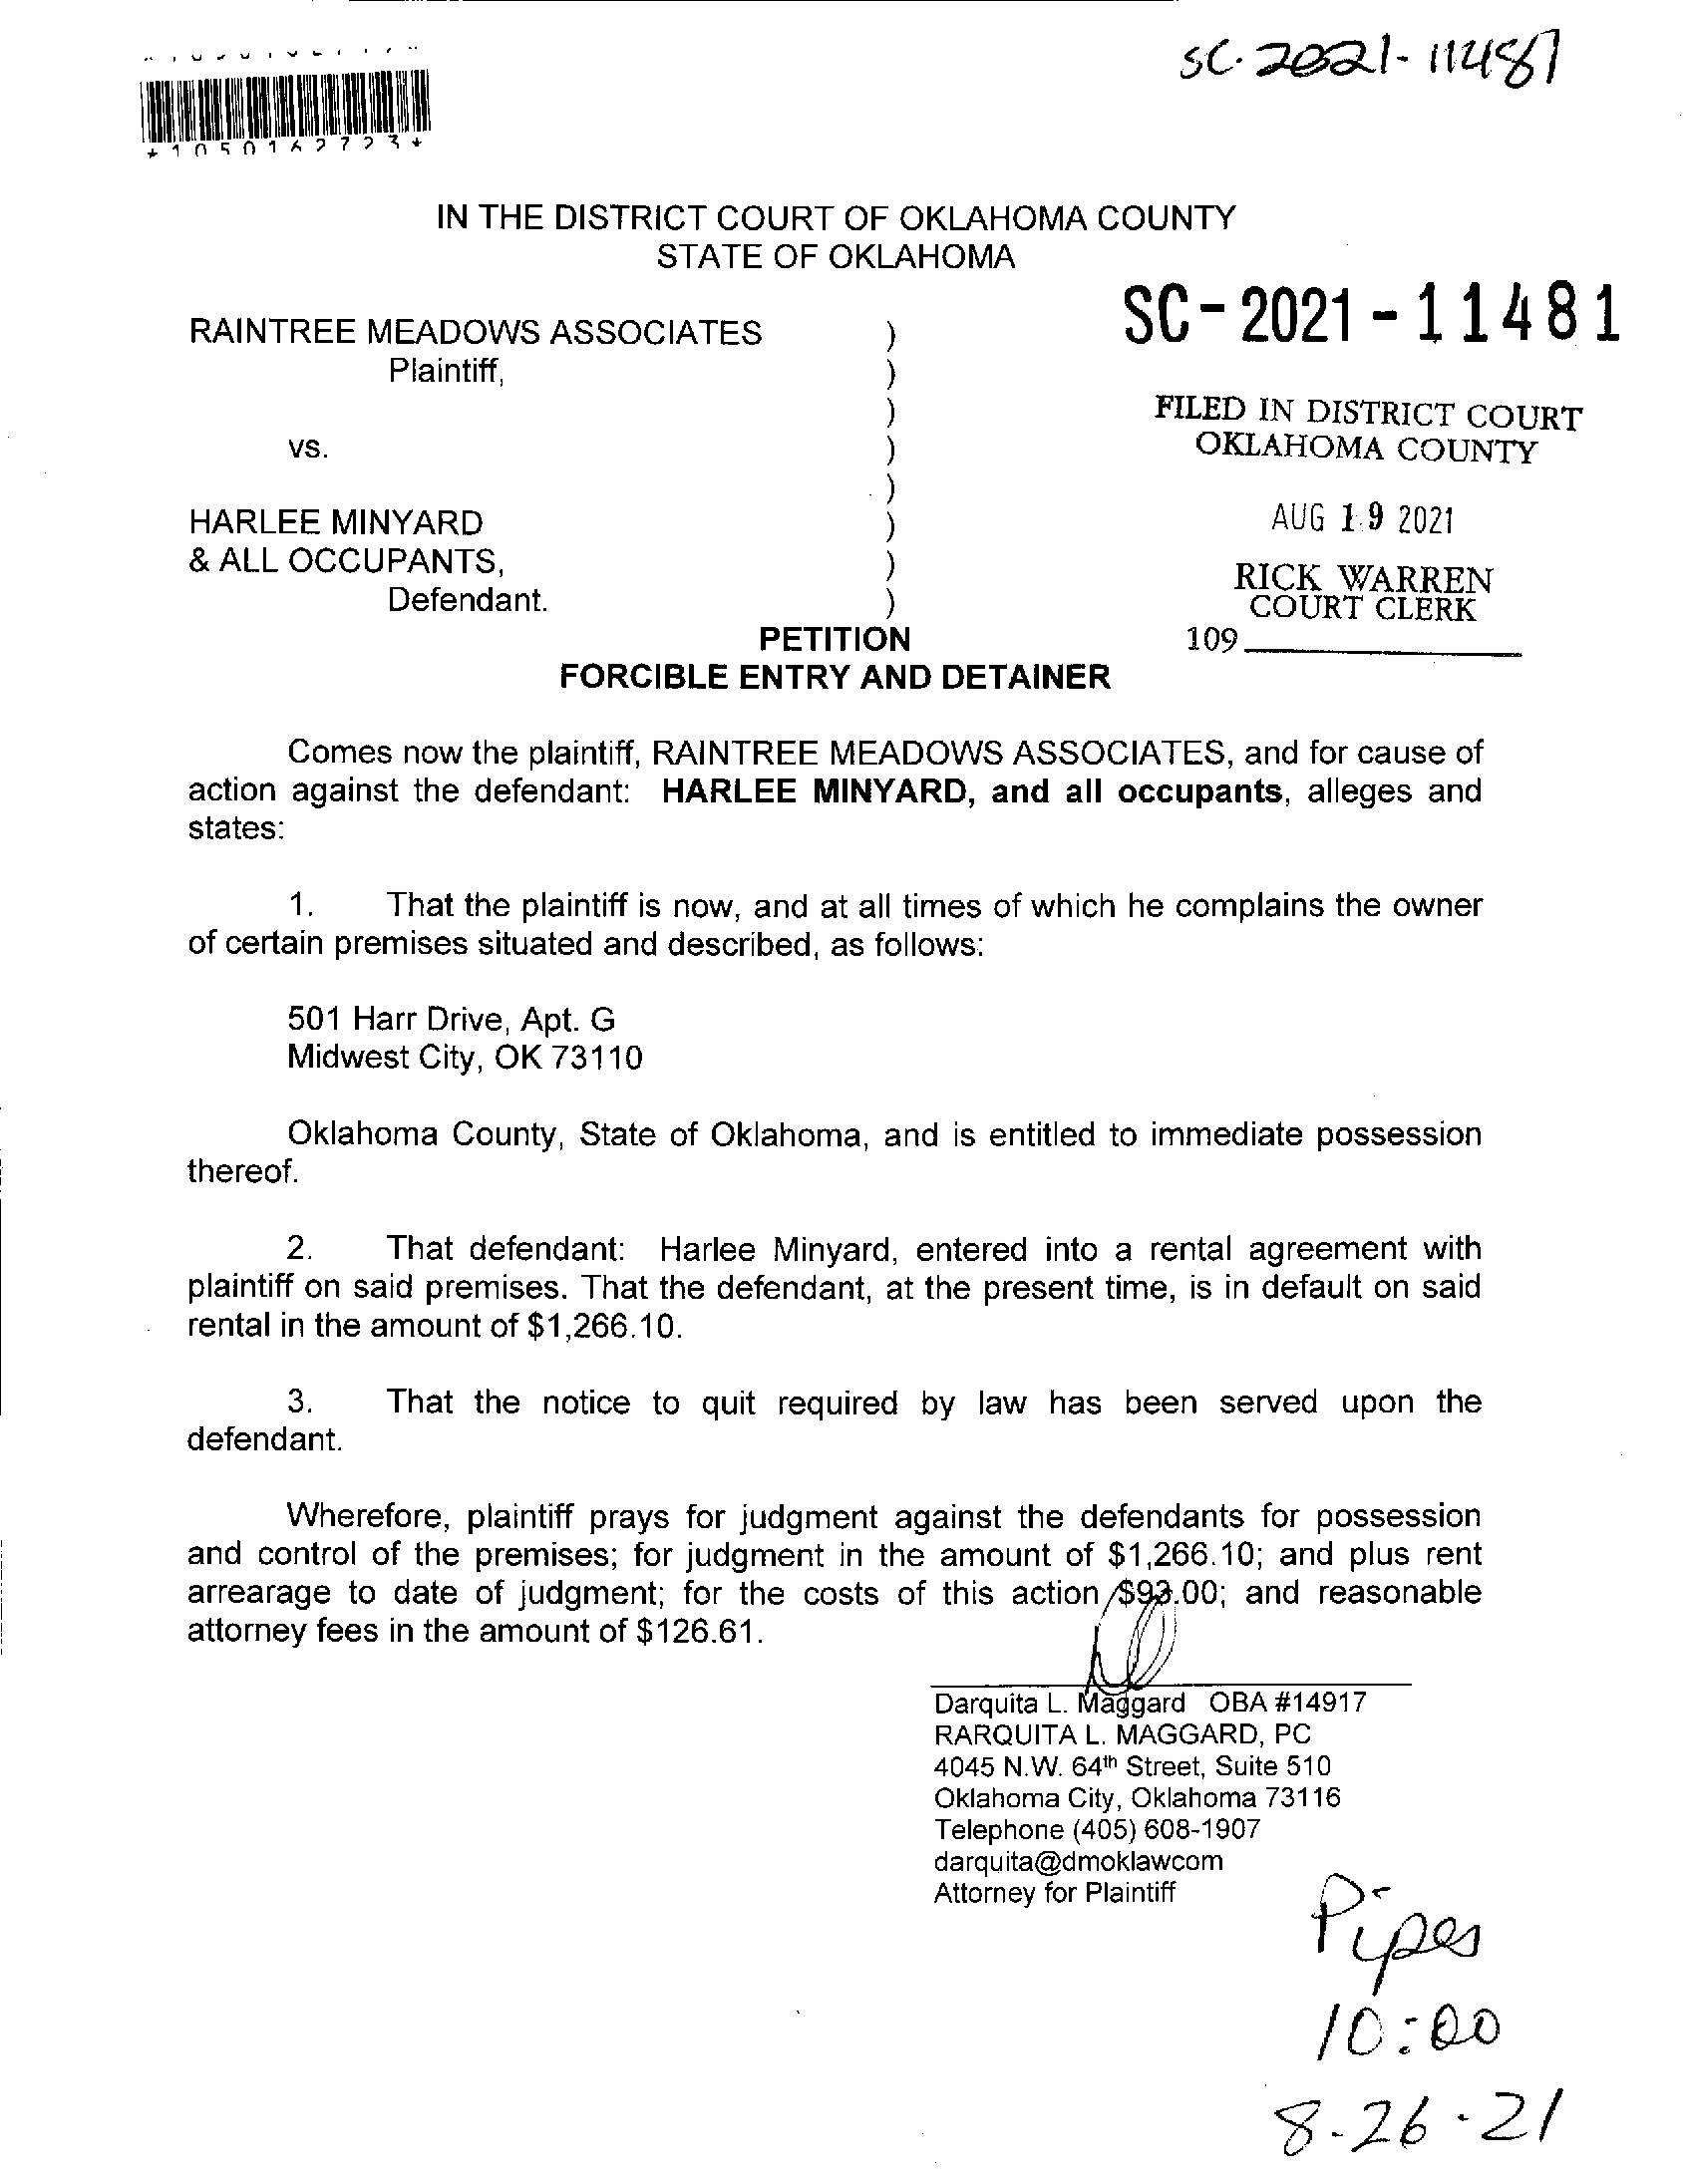 SC-2021-11481
*1050162723*
IN THE DISTRICT COURT OF OKLAHOMA COUNTY
STATE OF OKLAHOMA
SC-2021-11481
RAINTREE MEADOWS ASSOCIATES )
Plaintiff, )
)
FILED IN DISTRICT COURT
OKLAHOMA COUNTY
vs. )
)
AUG 19 2021
HARLEE MINYARD )
& ALL OCCUPANTS, )
Defendant. )
RICK WARREN
COURT CLERK
109
PETITION
FORCIBLE ENTRY AND DETAINER
Comes now the plaintiff, RAINTREE MEADOWS ASSOCIATES, and for cause of
action against the defendant: HARLEE MINYARD, and all occupants, alleges and
states:
1. That the plaintiff is now, and at all times of which he complains the owner
of certain premises situated and described, as follows:
501 Harr Drive, Apt. G
Midwest City, OK 73110
Oklahoma County, State of Oklahoma, and is entitled to immediate possession
thereof.
2. That defendant: Harlee Minyard, entered into a rental agreement with
plaintiff on said premises. That the defendant, at the present time, is in default on said
rental in the amount of $1,266.10.
3. That the notice to quit required by law has been served upon the
defendant.
Wherefore, plaintiff prays for judgment against the defendants for possession
and control of the premises; for judgment in the amount of $1,266.10; and plus rent
arrearage to date of judgment; for the costs of this action $93.00; and reasonable
attorney fees in the amount of $126.61.
Darquita L. Maggard OBA #14917
RARQUITA L. MAGGARD, PC
4045 N.W. 64th Street, Suite 510
Oklahoma City, Oklahoma 73116
Telephone (405) 608-1907
darquita@dmoklawcom
Attorney for Plaintiff
Pipes
10:00
8-26-21